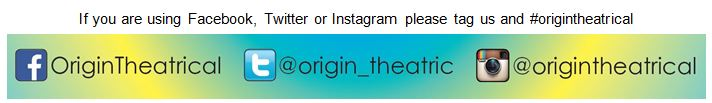 If you are using Facebook, Twitter or Instagram please tag us and #origintheatrical
OriginTheatrical @origin_theatric @origintheatrical